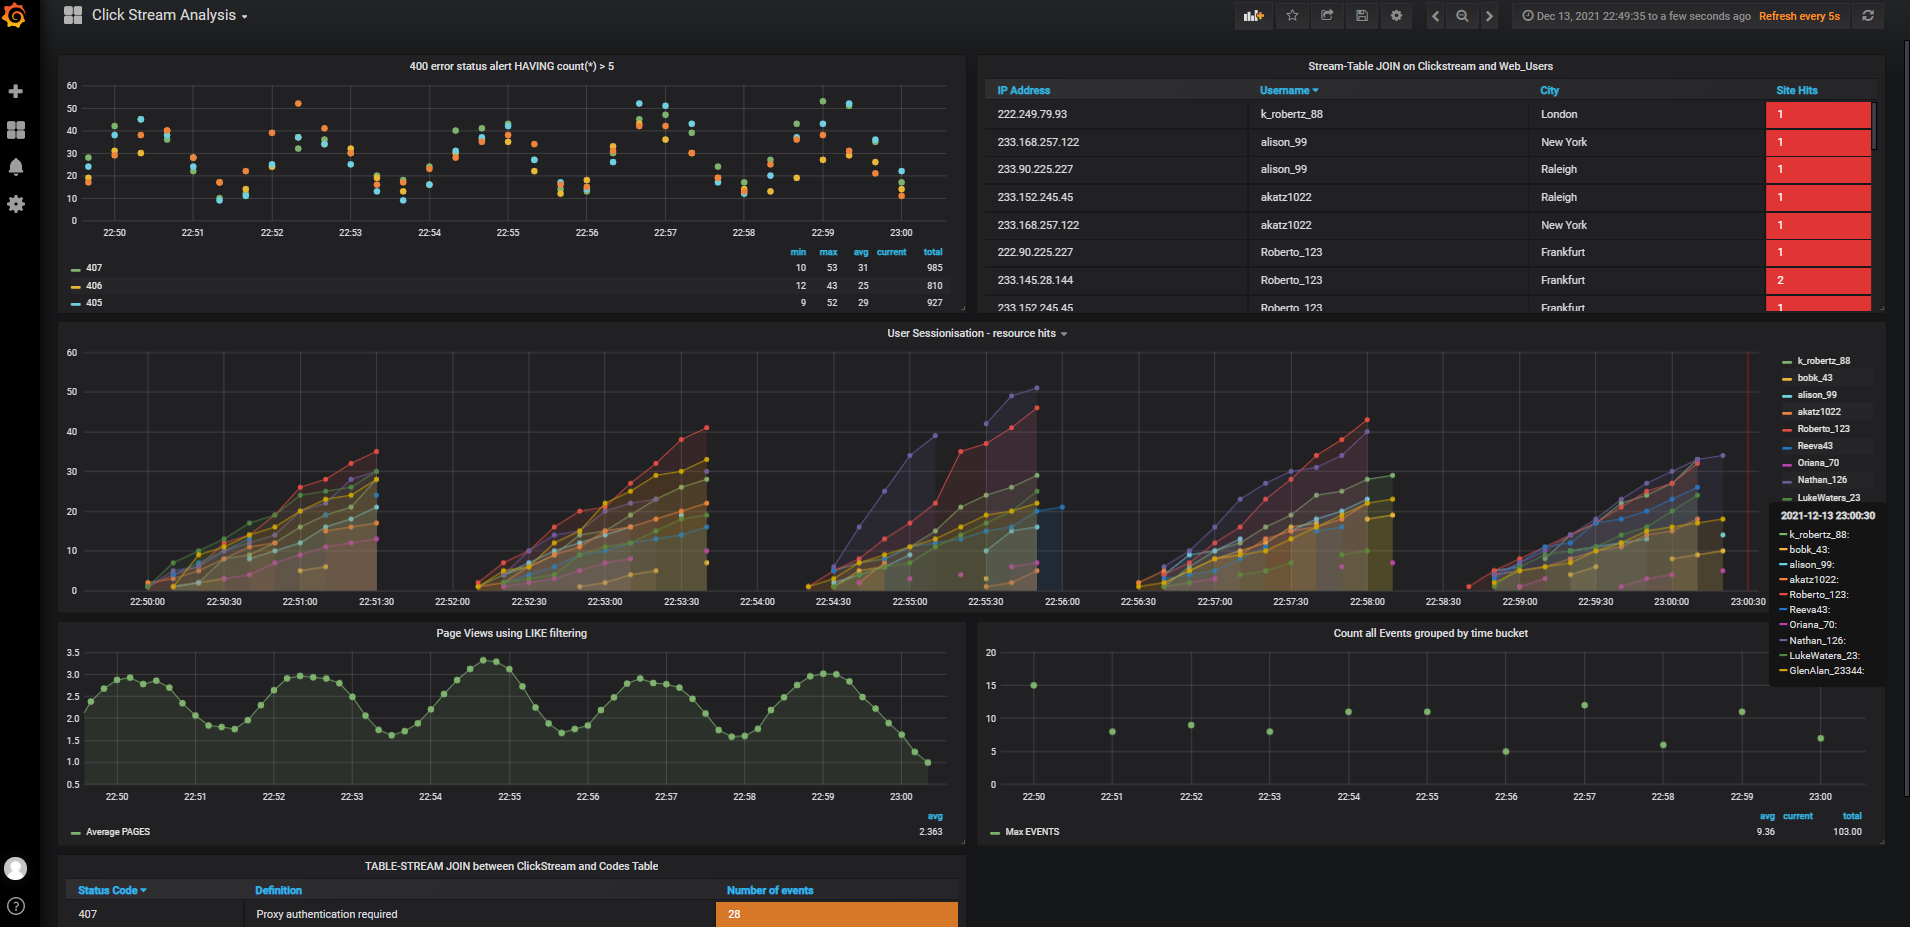 Click Stream Analysis
Dec 13, 2021 22:49:35 to a few seconds ago Refresh every 5s
400 error status alert HAVING count(*) > 5
60
50
40
30
20
10
0
22:50 22:51 22:52 22:53 22:54 22:55 22:56 22:57 22:58 22:59 23:00
min max avg current total
407 10 53 31 985
406 12 43 25 810
405 9 52 29 927
Stream-Table JOIN on Clickstream and Web_Users
IP Address Username City Site Hits
222.249.79.93 k_robertz_88 London 1
233.168.257.122 alison_99 New York 1
233.90.225.227 alison_99 Raleigh 1
233.152.245.45 akatz1022 Raleigh 1
233.168.257.122 akatz1022 New York 1
222.90.225.227 Roberto_123 Frankfurt 1
233.145.28.144 Roberto_123 Frankfurt 2
233.152.245.45 Roberto_123 Frankfurt 1
User Sessionisation - resource hits
60
50
40
30
20
10
0
22:50:00 22:50:30 22:51:00 22:51:30 22:52:00 22:52:30 22:53:00 22:53:30 22:54:00 22:54:30 22:55:00 22:55:30 22:56:00 22:56:30 22:57:00 22:57:30 22:58:00 22:58:30 22:59:00 22:59:30 23:00:00 23:00:30
k_robertz_88
bobk_43
alison_99
akatz1022
Roberto_123
Reeva43
Oriana_70
Nathan_126
LukeWaters_23
2021-12-13 23:00:30
k_robertz_88:
bobk_43:
alison_99:
akatz1022:
Roberto_123:
Reeva43:
Oriana_70:
Nathan_126:
LukeWaters_23:
GlenAlan_23344:
Page Views using LIKE filtering
3.5
3.0
2.5
2.0
1.5
1.0
0.5
22:50 22:51 22:52 22:53 22:54 22:55 22:56 22:57 22:58 22:59 23:00
avg
Average PAGES 2.363
Count all Events grouped by time bucket
20
15
10
5
0
22:50 22:51 22:52 22:53 22:54 22:55 22:56 22:57 22:58 22:59 23:00
avg current total
Max EVENTS 9.36 103.00
TABLE-STREAM JOIN between ClickStream and Codes Table
Status Code Definition Number of events
407 Proxy authentication required 28